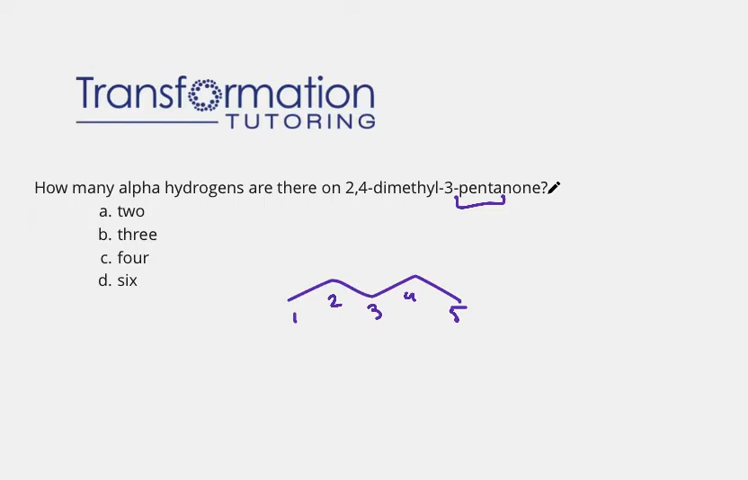 Transformation
TUTORING
How many alpha hydrogens are there on 2,4-dimethyl-3-pentanone?
a. two
b. three
c. four
d. six
1 2 3 4 5